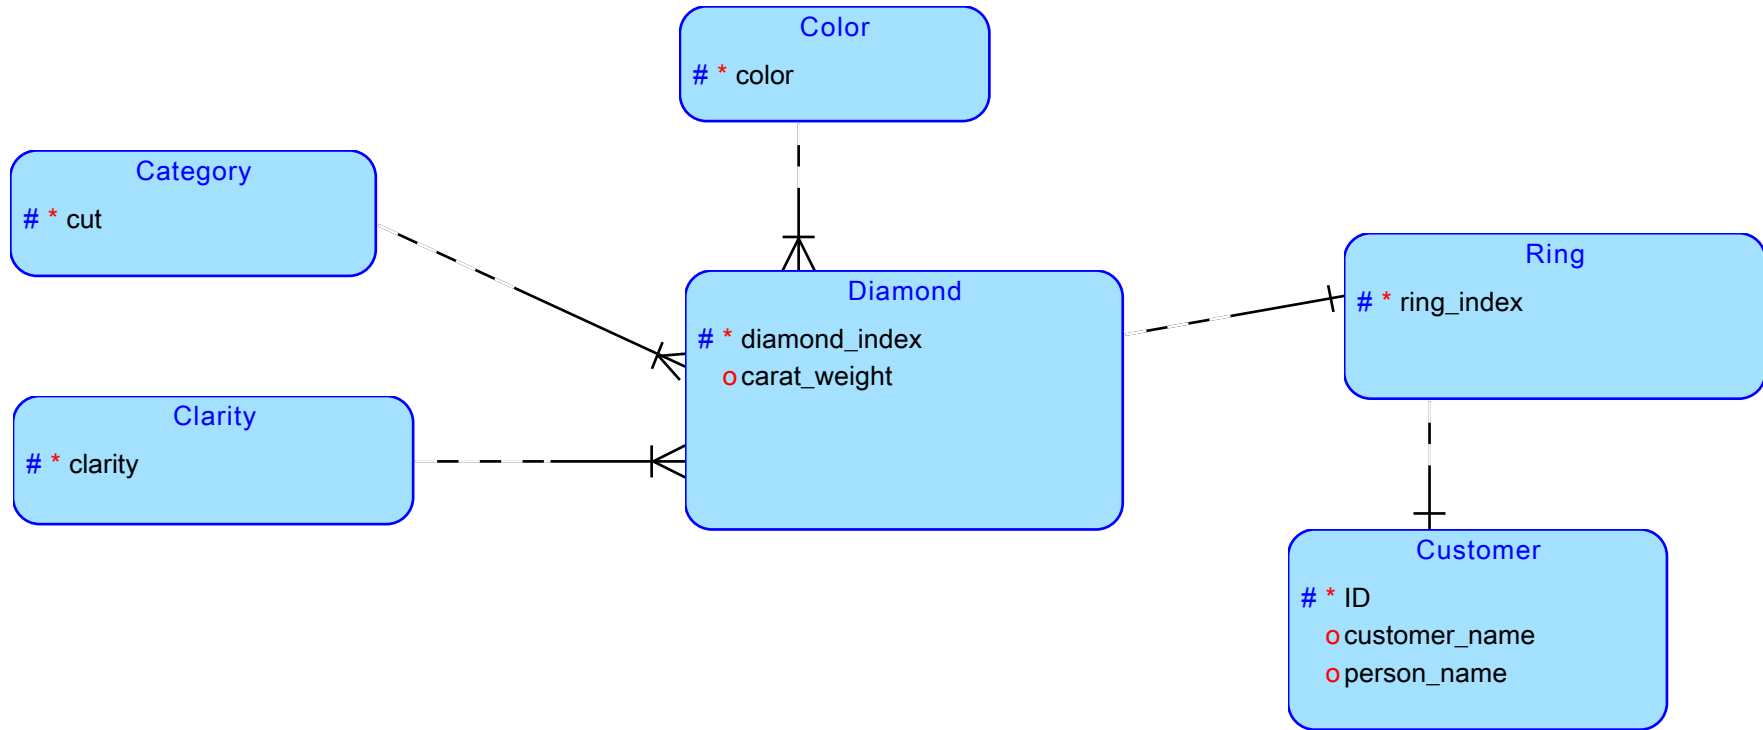 Color
# * color
Category
# * cut
Diamond
# * diamond_index
o carat_weight
Ring
# * ring_index
Clarity
# * clarity
Customer
# * ID
o customer_name
o person_name